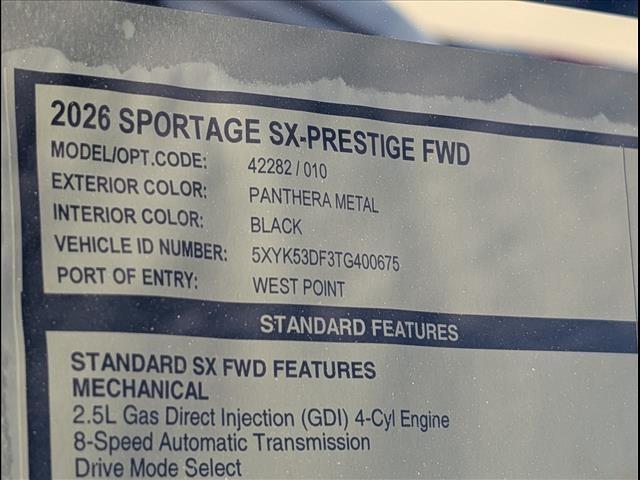 2026 SPORTAGE SX-PRESTIGE FWD
MODEL/OPT.CODE: 42282 / 010
EXTERIOR COLOR: PANTHERA METAL
INTERIOR COLOR: BLACK
VEHICLE ID NUMBER: 5XYK53DF3TG400675
PORT OF ENTRY: WEST POINT
STANDARD FEATURES
STANDARD SX FWD FEATURES
MECHANICAL
2.5L Gas Direct Injection (GDI) 4-Cyl Engine
8-Speed Automatic Transmission
Drive Mode Select